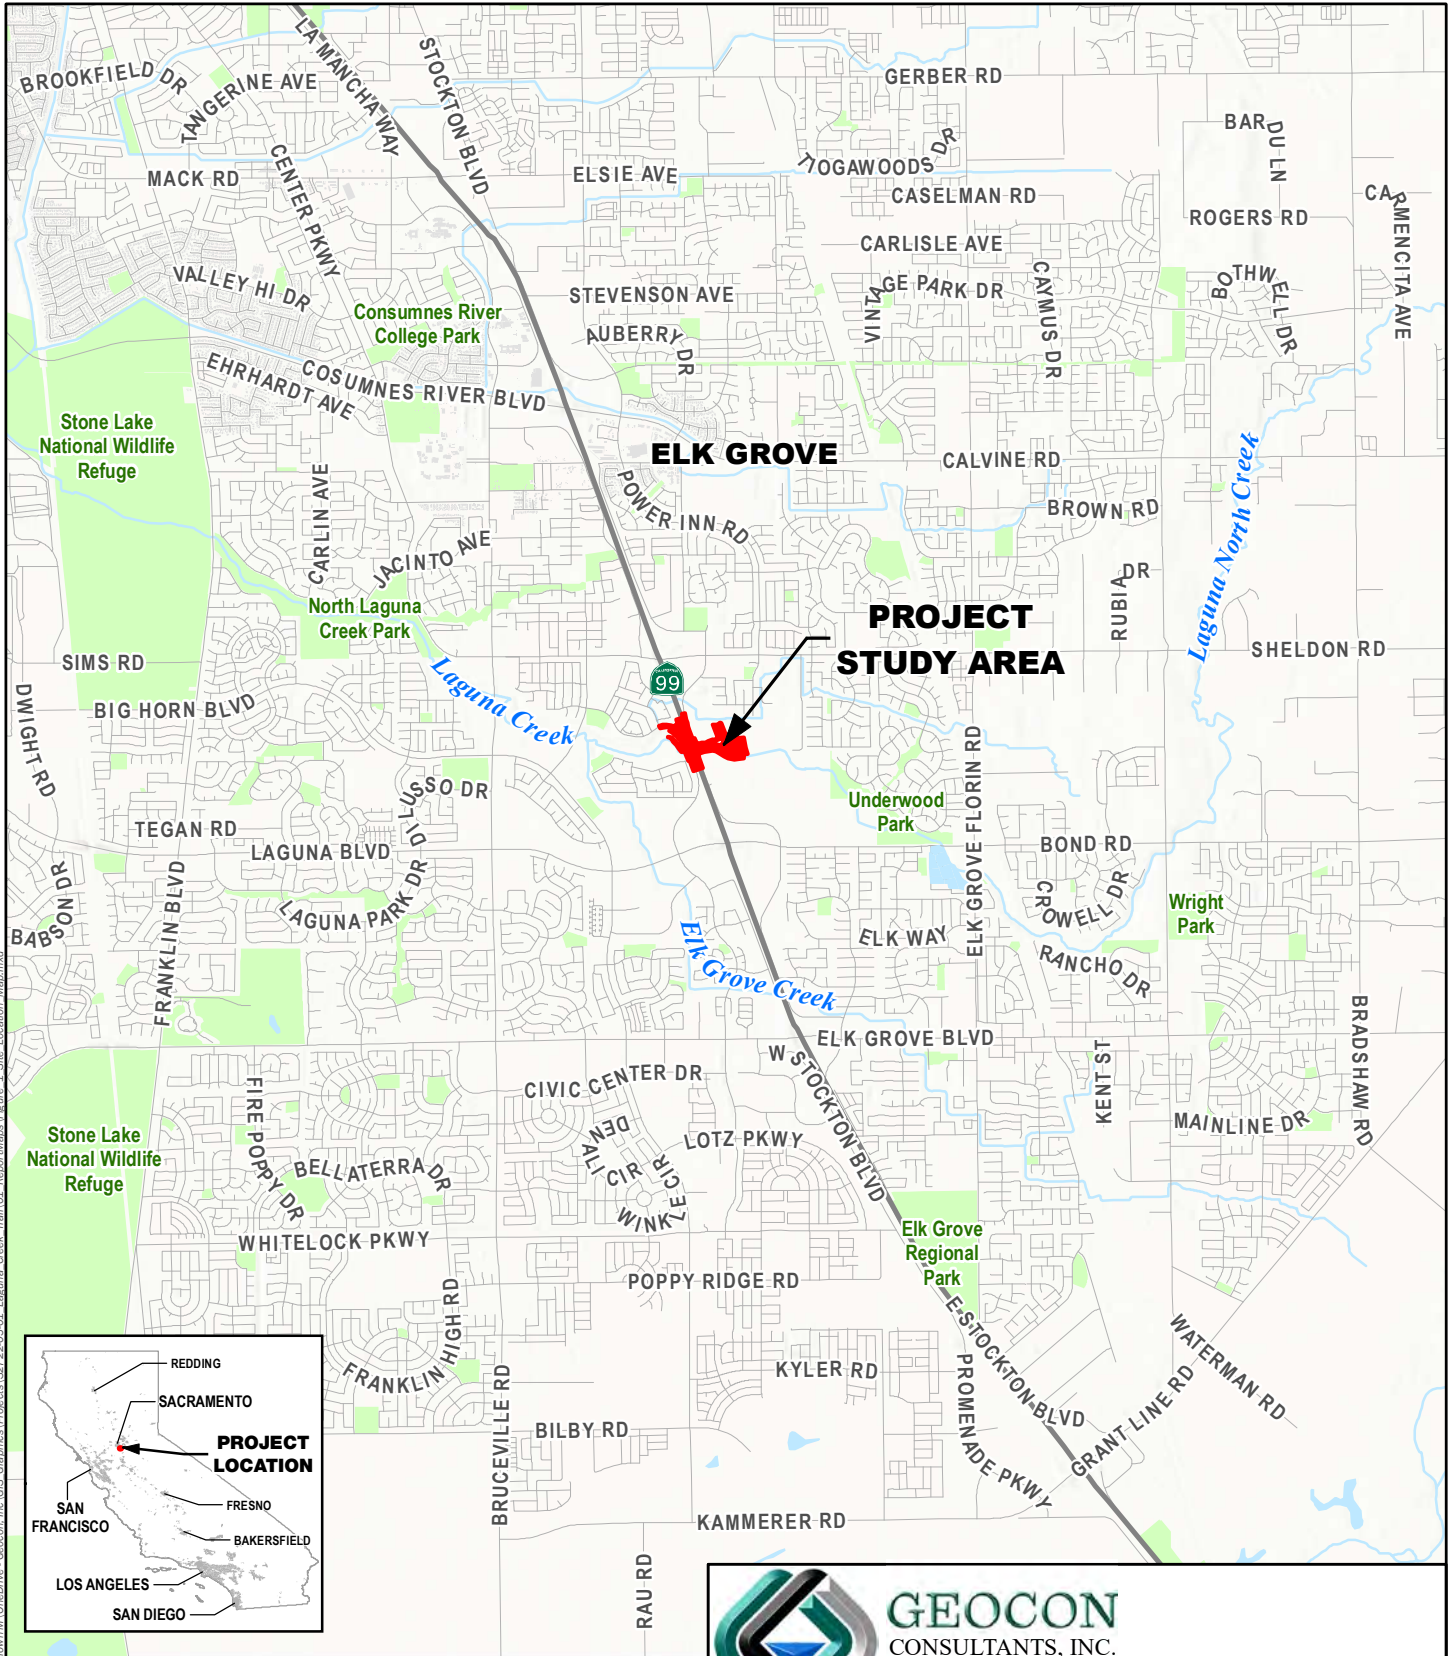 LA MANCHA WAY
STOCKTON BLVD
BROOKFIELD DR
TANGERINE AVE
GERBER RD
BAR DU LN
CENTER PKWY
MACK RD
ELSIE AVE
TIOGAWOODS DR
CASELMAN RD
ROGERS RD
CARMENCITA AVE
CARLISLE AVE
VALLEY HI DR
STEVENSON AVE
VINTAGE PARK DR
CAYMUS DR
BOTHWELL DR
Consumnes River
College Park
AUBERRY DR
EHRHARDT AVE
COSUMNES RIVER BLVD
Stone Lake
National Wildlife
Refuge
ELK GROVE
CALVINE RD
CARLIN AVE
POWER INN RD
BROWN RD
Laguna North Creek
JACINTO AVE
RUBIA DR
North Laguna
Creek Park
PROJECT
STUDY AREA
SIMS RD
SHELDON RD
99
Laguna Creek
DWIGHT RD
BIG HORN BLVD
ELK GROVE FLORIN RD
DI LUSSO DR
Underwood
Park
TEGAN RD
LAGUNA BLVD
BOND RD
BABSON DR
FRANKLIN BLVD
LAGUNA PARK DR
CROWELL DR
Wright
Park
ELK WAY
Elk Grove Creek
RANCHO DR
BRADSHAW RD
ELK GROVE BLVD
W STOCKTON BLVD
KENT ST
CIVIC CENTER DR
FIRE POPPY DR
DENALI CIR
LOTZ PKWY
MAINLINE DR
Stone Lake
National Wildlife
Refuge
BELLATERRA DR
WINKLE CIR
WHITELOCK PKWY
Elk Grove
Regional
Park
POPPY RIDGE RD
E STOCKTON BLVD
WATERMAN RD
FRANKLIN HIGH RD
KYLER RD
PROMENADE PKWY
GRANT LINE RD
BRUCEVILLE RD
BILBY RD
KAMMERER RD
RAU RD
REDDING
SACRAMENTO
PROJECT
LOCATION
SAN
FRANCISCO
FRESNO
BAKERSFIELD
LOS ANGELES
SAN DIEGO
GEOCON
CONSULTANTS, INC.